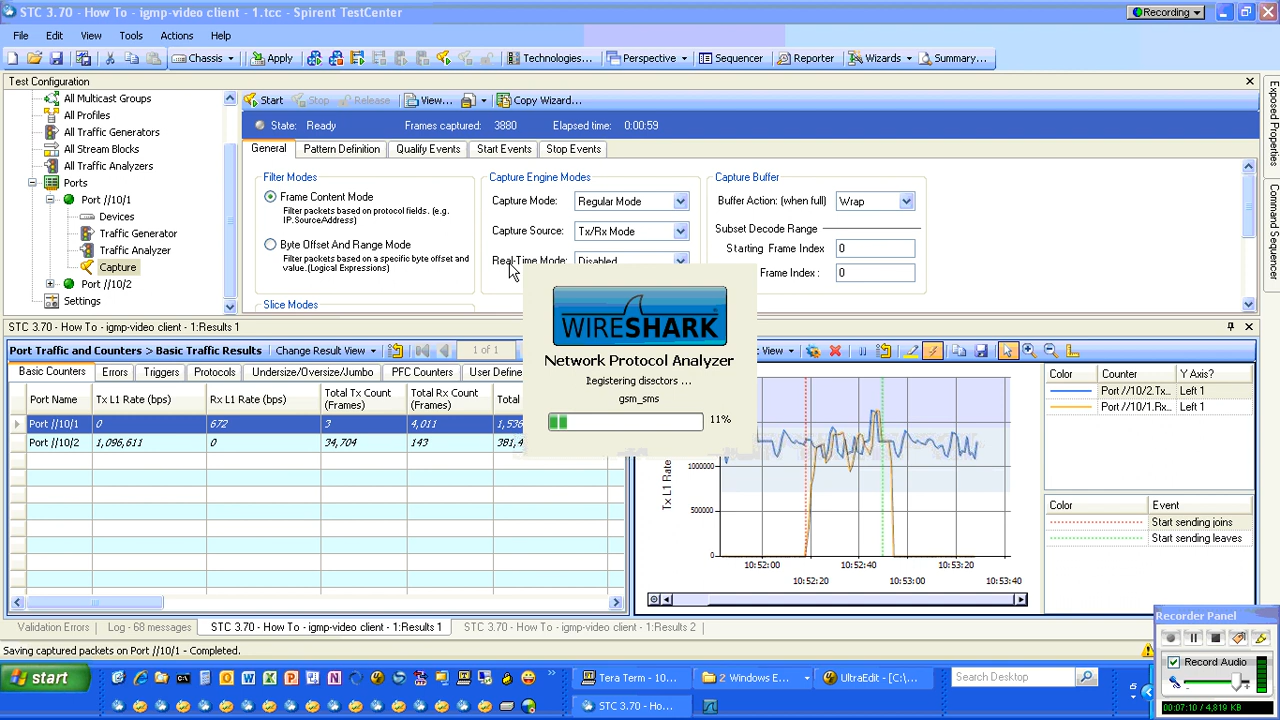 STC 3.70 - How To - igmp-video client - 1.tcc - Spirent TestCenter
Recording
File Edit View Tools Actions Help
Chassis Apply Technologies... Perspective Sequencer Reporter Wizards Summary...
Test Configuration
All Multicast Groups
All Profiles
All Traffic Generators
All Stream Blocks
All Traffic Analyzers
Ports
Port //10/1
Devices
Traffic Generator
Traffic Analyzer
Capture
Port //10/2
Settings
Start Stop Release View... Copy Wizard...
State: Ready Frames captured: 3880 Elapsed time: 0:00:59
General Pattern Definition Qualify Events Start Events Stop Events
Filter Modes
Frame Content Mode
Filter packets based on protocol fields. (e.g.
IP.SourceAddress)
Byte Offset And Range Mode
Filter packets based on a specific byte offset and
value.(Logical Expressions)
Slice Modes
Capture Engine Modes
Capture Mode: Regular Mode
Capture Source: Tx/Rx Mode
Real-Time Mode: Disabled
Capture Buffer
Buffer Action: (when full) Wrap
Subset Decode Range
Starting Frame Index 0
Frame Index : 0
Exposed Properties
Command Sequencer
WIRESHARK
Network Protocol Analyzer
Registering disectors ...
gsm_sms
11%
STC 3.70 - How To - igmp-video client - 1:Results 1
Port Traffic and Counters > Basic Traffic Results Change Result View 1 of 1
Basic Counters Errors Triggers Protocols Undersize/Oversize/Jumbo PFC Counters User Define
Port Name Tx L1 Rate (bps) Rx L1 Rate (bps) Total Tx Count (Frames) Total Rx Count (Frames) Total
Port //10/1 0 672 3 4,011 1,536
Port //10/2 1,096,611 0 34,704 143 381,4
View
Tx L1 Rate
1000000
500000
0
10:52:00 10:52:40 10:53:20
10:52:20 10:53:00 10:53:40
Color Counter Y Axis?
Port //10/2 Tx... Left 1
Port //10/1.Rx... Left 1
Color Event
Start sending joins
Start sending leaves
Validation Errors Log - 68 messages STC 3.70 - How To - igmp-video client - 1:Results 1 STC 3.70 - How To - igmp-video client - 1:Results 2
Saving captured packets on Port //10/1 - Completed.
Recorder Panel
Record Audio
00:07:10 / 4,819 KB
start
Tera Term - 10... 2 Windows E... UltraEdit - [C:\... Search Desktop
STC 3.70 - Ho...